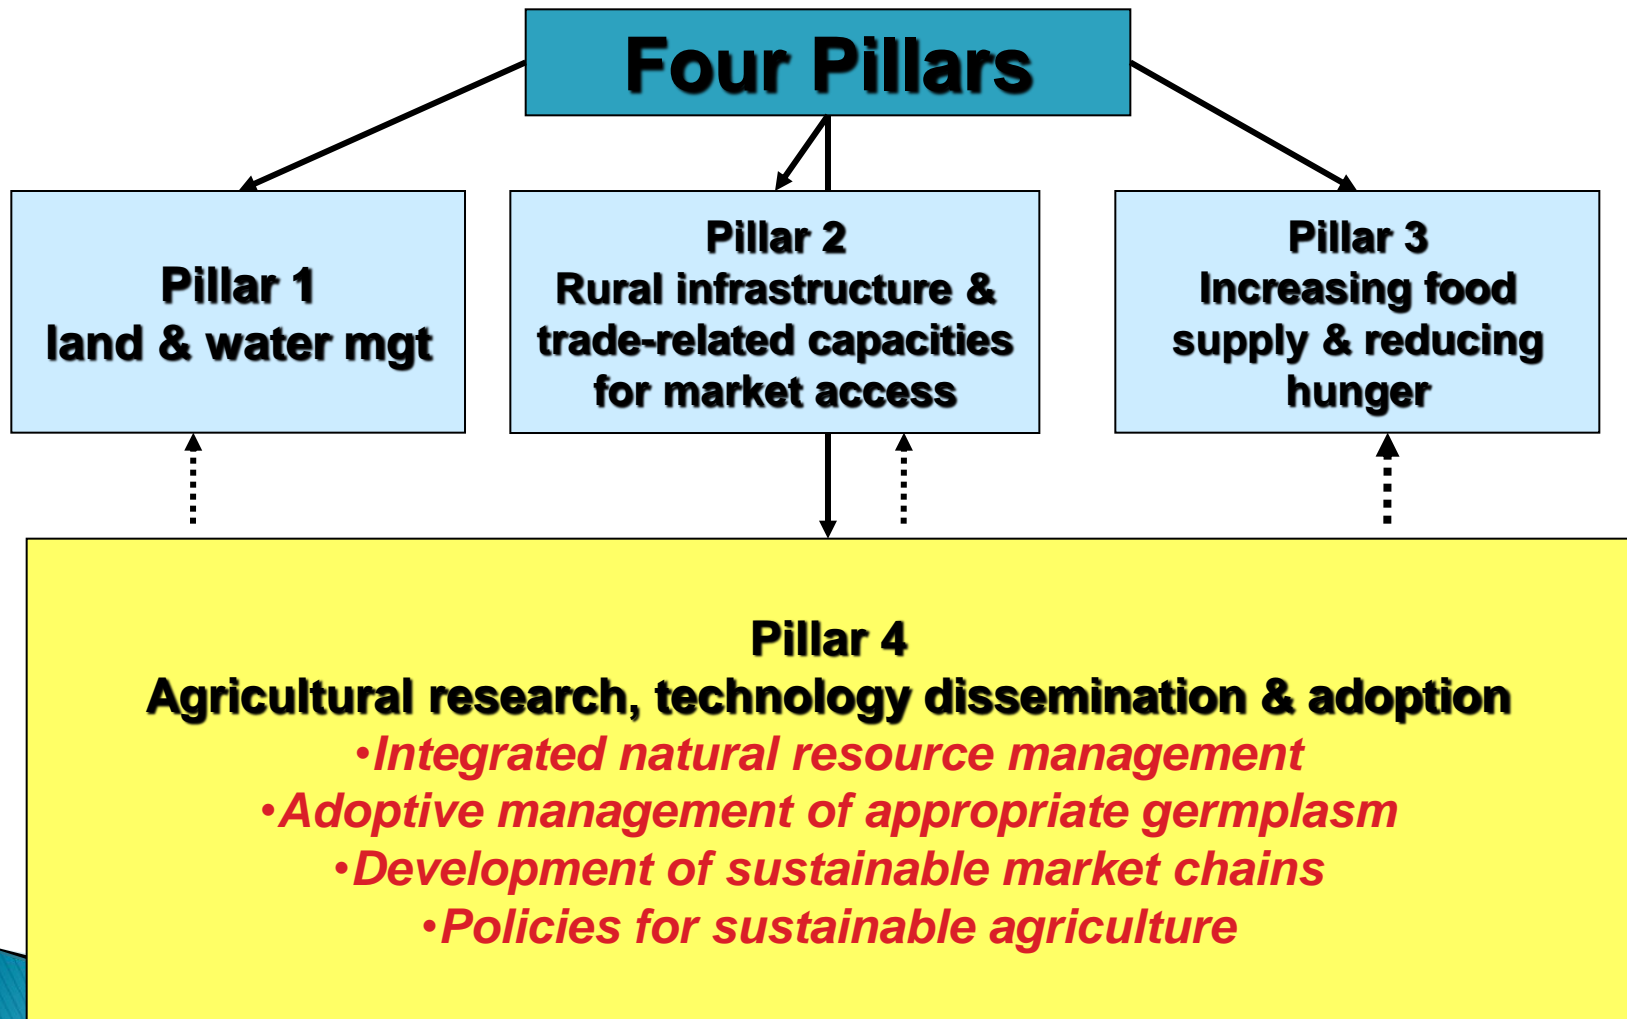 Four Pillars
Pillar 1
land & water mgt
Pillar 2
Rural infrastructure &
trade-related capacities
for market access
Pillar 3
Increasing food
supply & reducing
hunger
Pillar 4
Agricultural research, technology dissemination & adoption
•Integrated natural resource management
•Adoptive management of appropriate germplasm
•Development of sustainable market chains
•Policies for sustainable agriculture